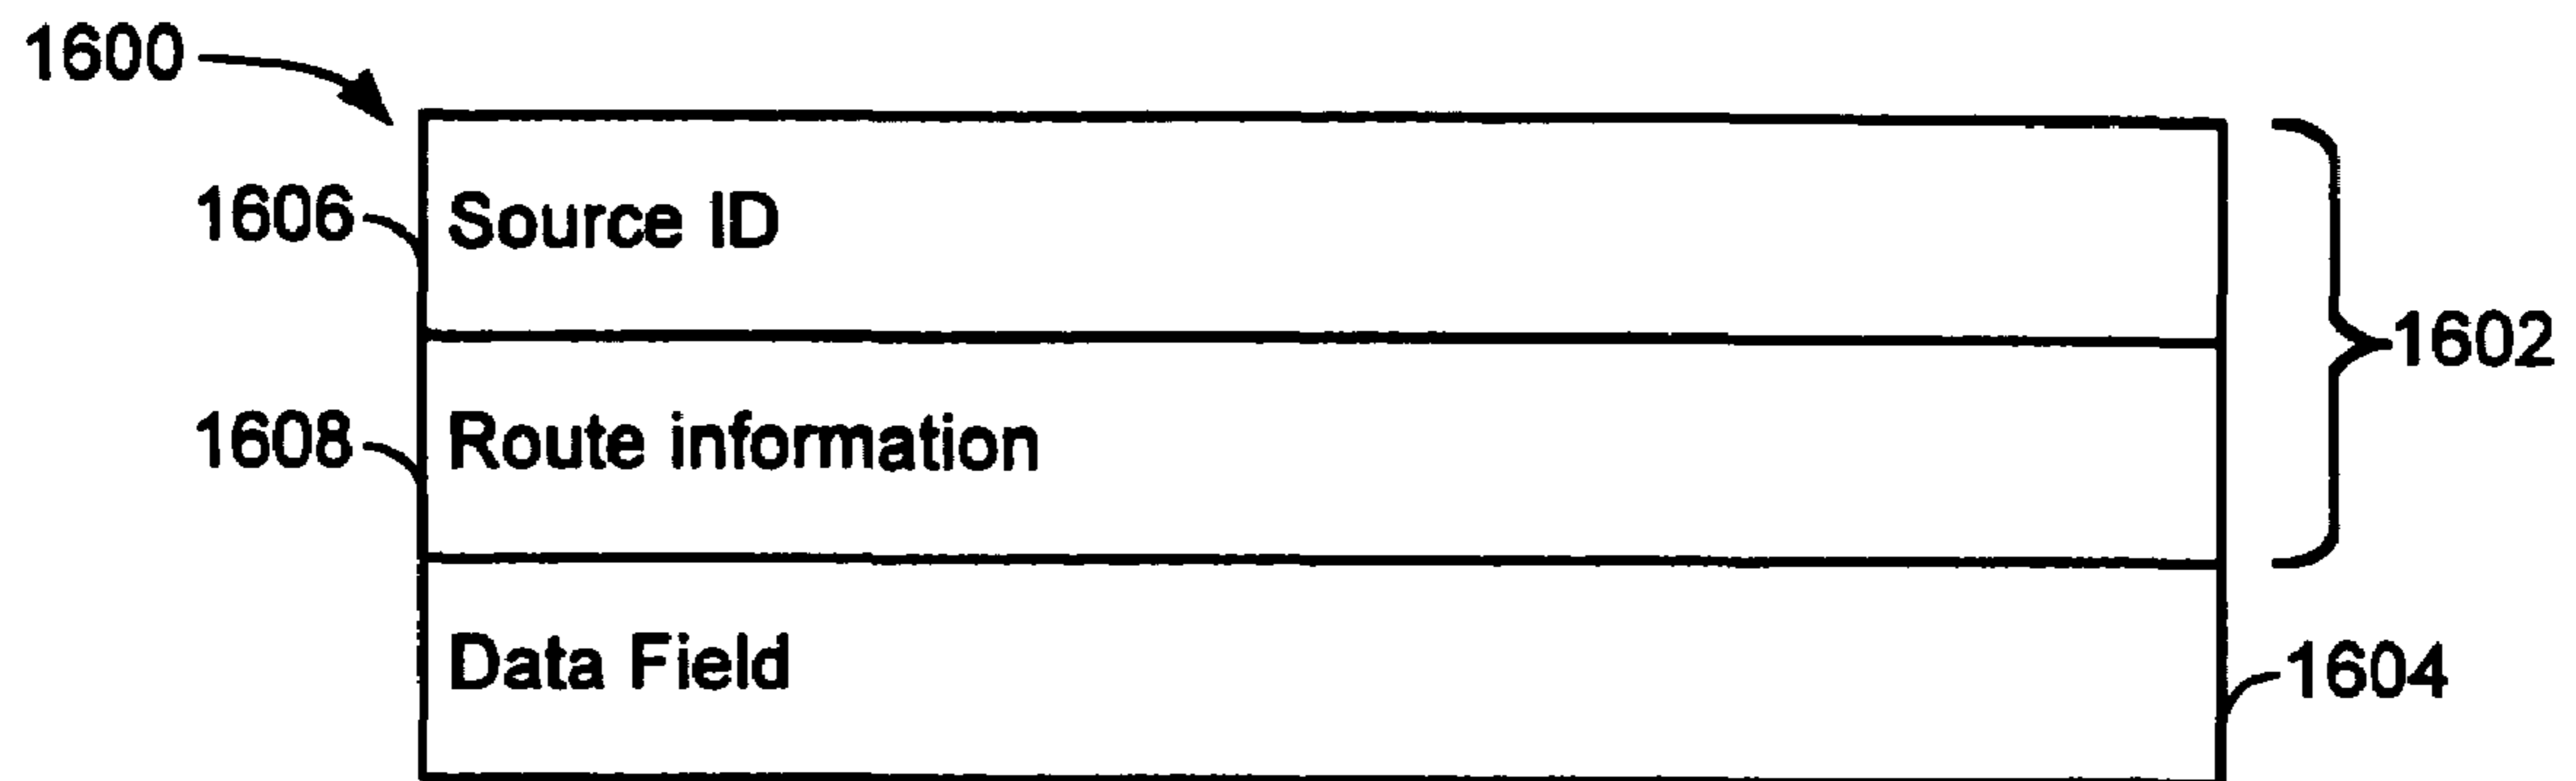 1600
1606 Source ID
1602
1608 Route information
Data Field
1604